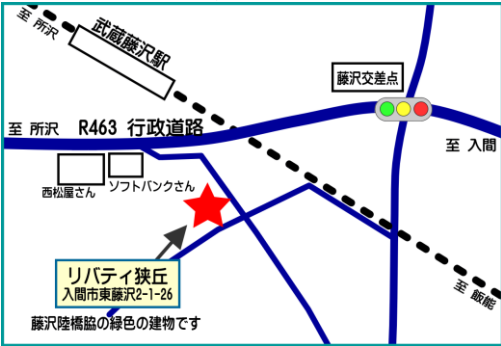 至 所沢
武蔵藤沢駅
藤沢交差点
至 所沢 R463 行政道路
至 入間
西松屋さん
ソフトバンクさん
至 飯能
リバティ狭丘
入間市東藤沢2-1-26
藤沢陸橋脇の緑色の建物です